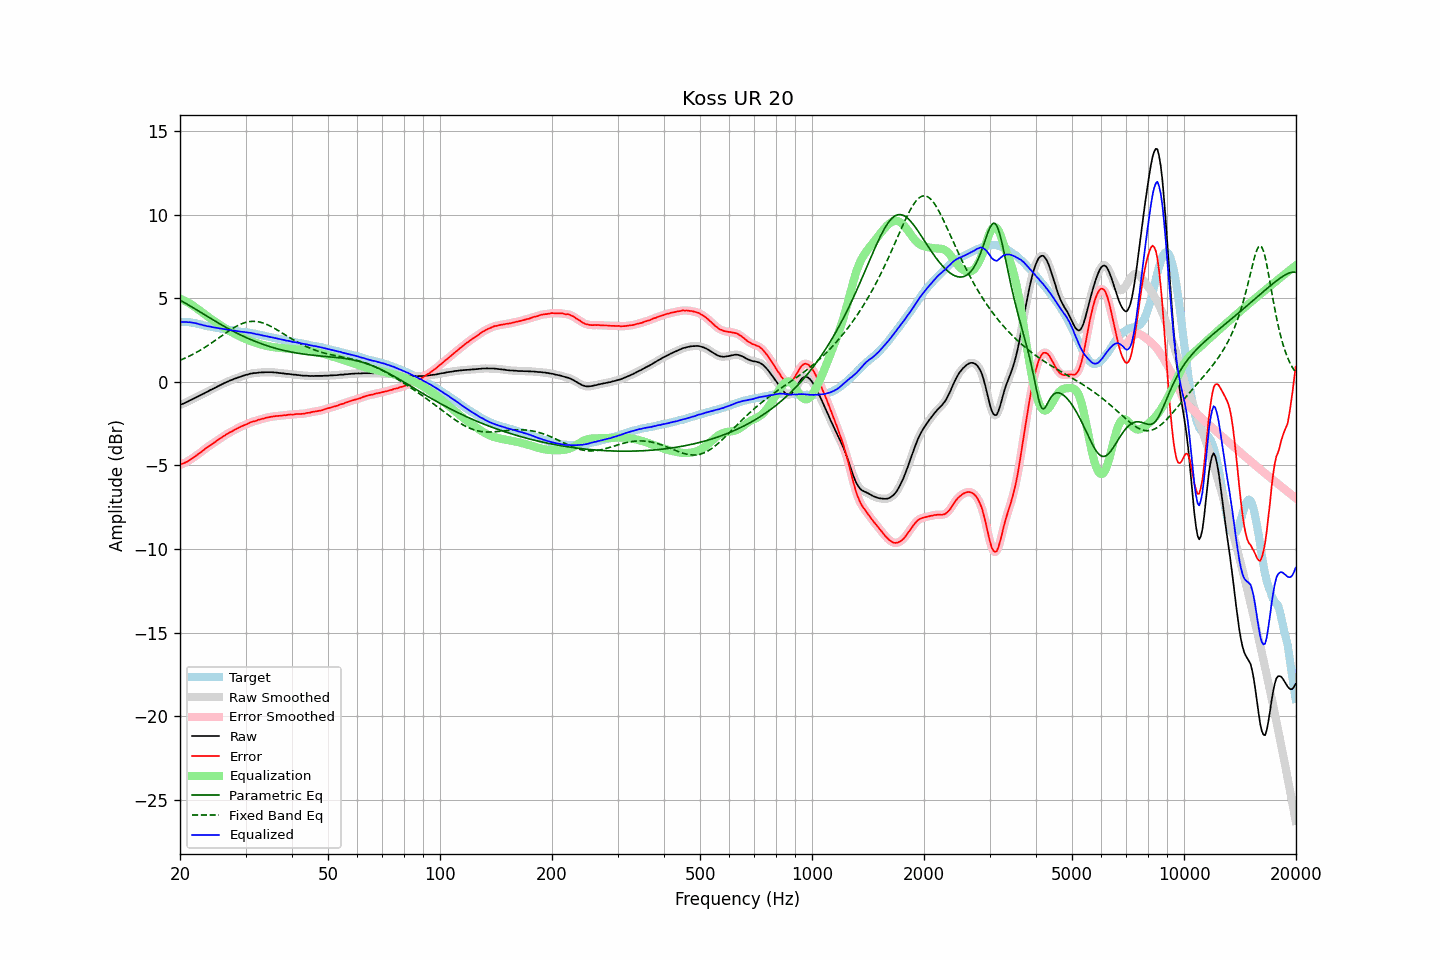 Koss UR 20
15
10
5
0
−5
−10
−15
−20
−25
Amplitude (dBr)
Target
Raw Smoothed
Error Smoothed
Raw
Error
Equalization
Parametric Eq
Fixed Band Eq
Equalized
20 50 100 200 500 1000 2000 5000 10000 20000
Frequency (Hz)